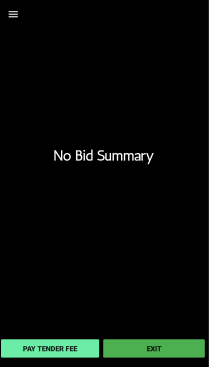 No Bid Summary
PAY TENDER FEE
EXIT